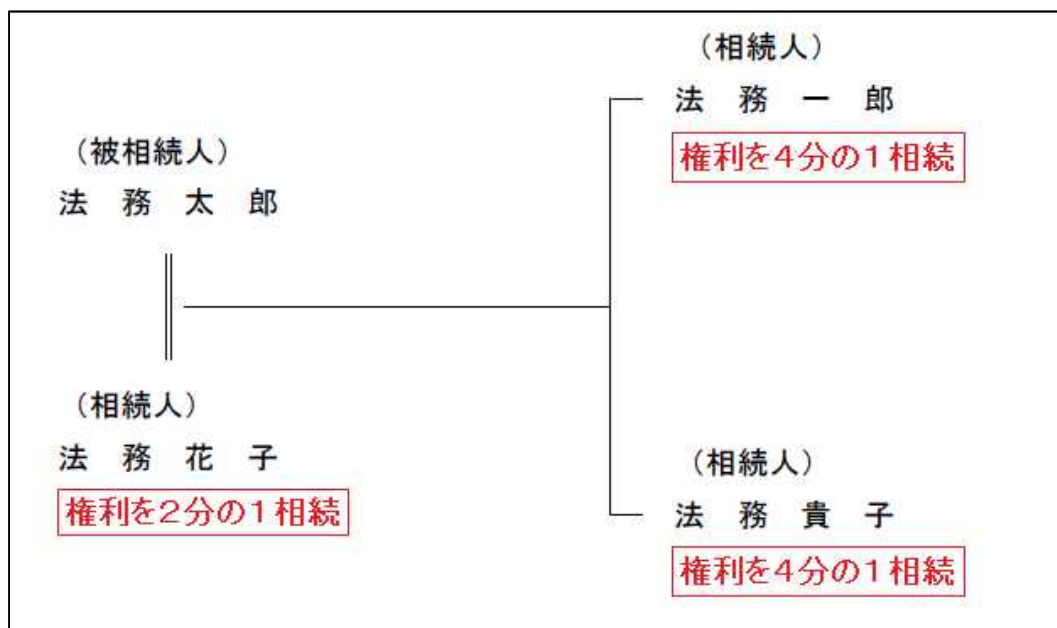 （被相続人）
法　務　太　郎
（相続人）
法　務　花　子
権利を２分の１相続
（相続人）
法　務　一　郎
権利を４分の１相続
（相続人）
法　務　貴　子
権利を４分の１相続